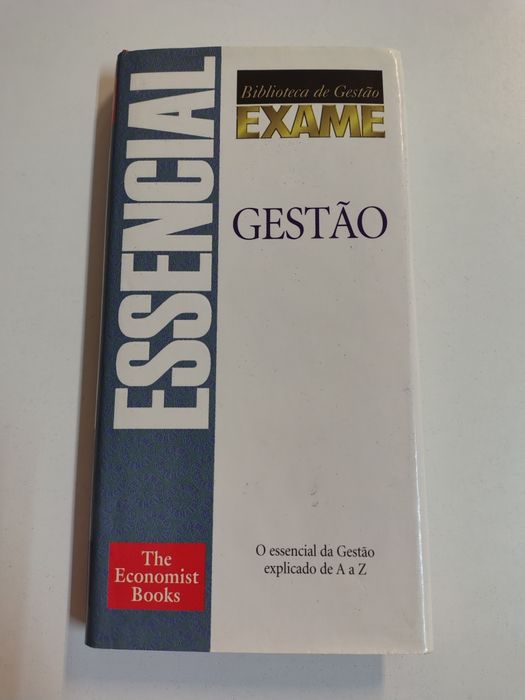 ESSENCIAL
Biblioteca de Gestão
EXAME
GESTÃO
O essencial da Gestão
explicado de A a Z
The
Economist
Books